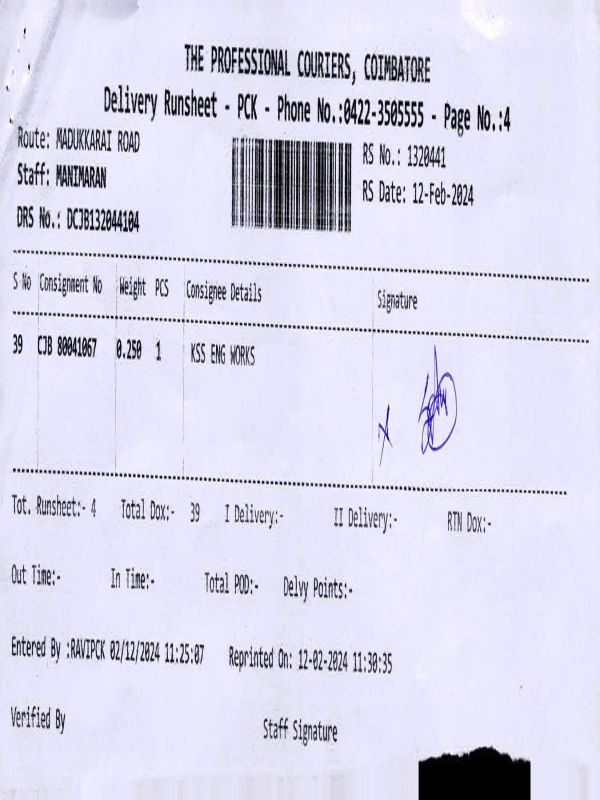 THE PROFESSIONAL COURIERS, COIMBATORE
Delivery Runsheet - PCK - Phone No.:0422-3505555 - Page No.:4
Route: MADUKKARAI ROAD
RS No.: 1320441
Staff: MANIMARAN
RS Date: 12-Feb-2024
DRS No.: DCJB132044104
S No Consignment No Weight PCS Consignee Details Signature
39 CJB 80041067 0.250 1 KSS ENG WORKS
Tot. Runsheet:- 4 Total Dox:- 39 I Delivery:- II Delivery:- RTN Dox:-
Out Time:- In Time:- Total POD:- Delvy Points:-
Entered By :RAVIPCK 02/12/2024 11:25:07 Reprinted On: 12-02-2024 11:30:35
Verified By Staff Signature